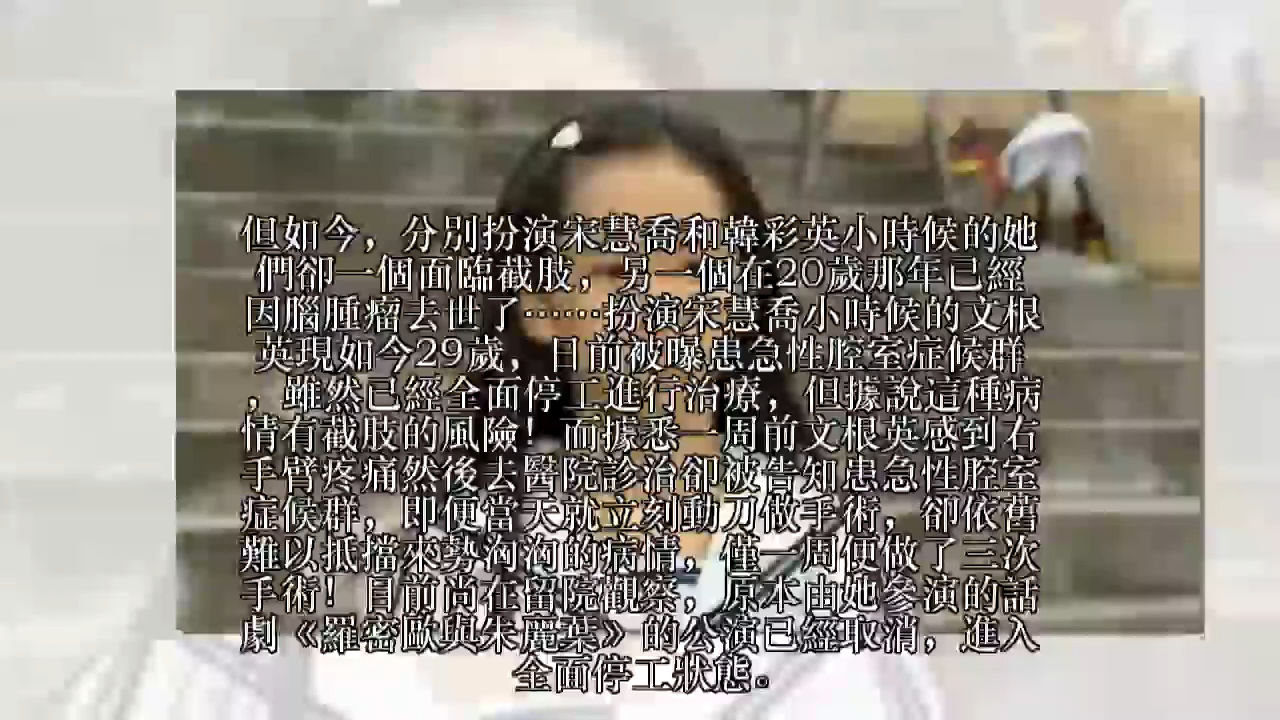 但如今，分別扮演宋慧喬和韓彩英小時候的她
們卻一個面臨截肢，另一個在20歲那年已經
因腦腫瘤去世了……扮演宋慧喬小時候的文根
英現如今29歲，日前被曝患急性腔室症候群
，雖然已經全面停工進行治療，但據說這種病
情有截肢的風險！而據悉一周前文根英感到右
手臂疼痛然後去醫院診治卻被告知患急性腔室
症候群，即便當天就立刻動刀做手術，卻依舊
難以抵擋來勢洶洶的病情，僅一周便做了三次
手術！目前尚在留院觀察，原本由她參演的話
劇《羅密歐與朱麗葉》的公演已經取消，進入
全面停工狀態。